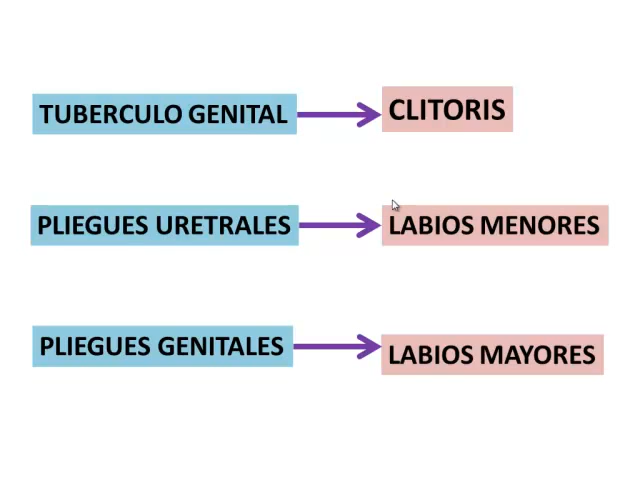 TUBERCULO GENITAL
CLITORIS
PLIEGUES URETRALES
LABIOS MENORES
PLIEGUES GENITALES
LABIOS MAYORES